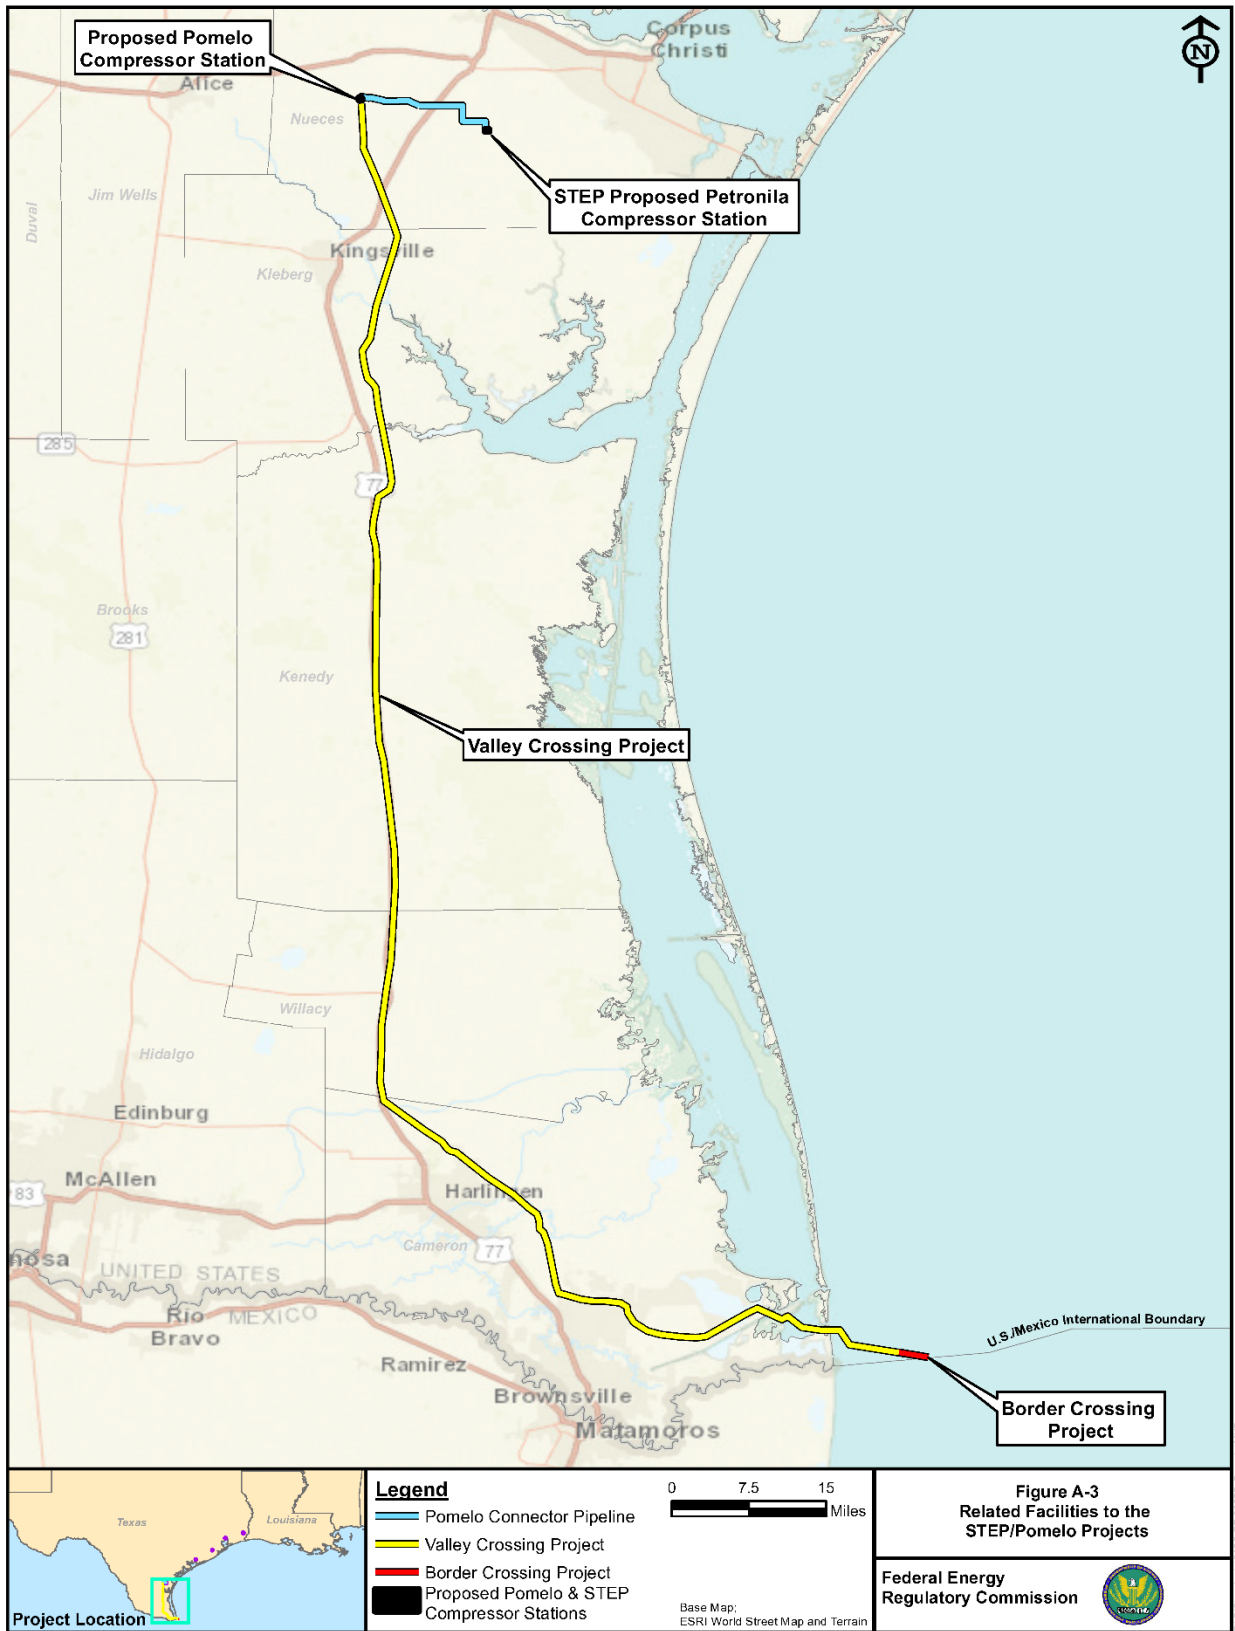 Corpus
Christi
N
Proposed Pomelo
Compressor Station
Alice
Nueces
STEP Proposed Petronila
Compressor Station
Jim Wells
Duval
Kingsville
Kleberg
285
77
Brooks
281
Kenedy
Valley Crossing Project
Willacy
Hidalgo
Edinburg
McAllen
83
Harlingen
Cameron
77
nosa
UNITED STATES
MEXICO
Rio
Bravo
U.S./Mexico International Boundary
Ramirez
Brownsville
Matamoros
Border Crossing
Project
Texas
Louisiana
Project Location
Legend
Pomelo Connector Pipeline
Valley Crossing Project
Border Crossing Project
Proposed Pomelo & STEP
Compressor Stations
0 7.5 15
Miles
Base Map;
ESRI World Street Map and Terrain
Figure A-3
Related Facilities to the
STEP/Pomelo Projects
Federal Energy
Regulatory Commission